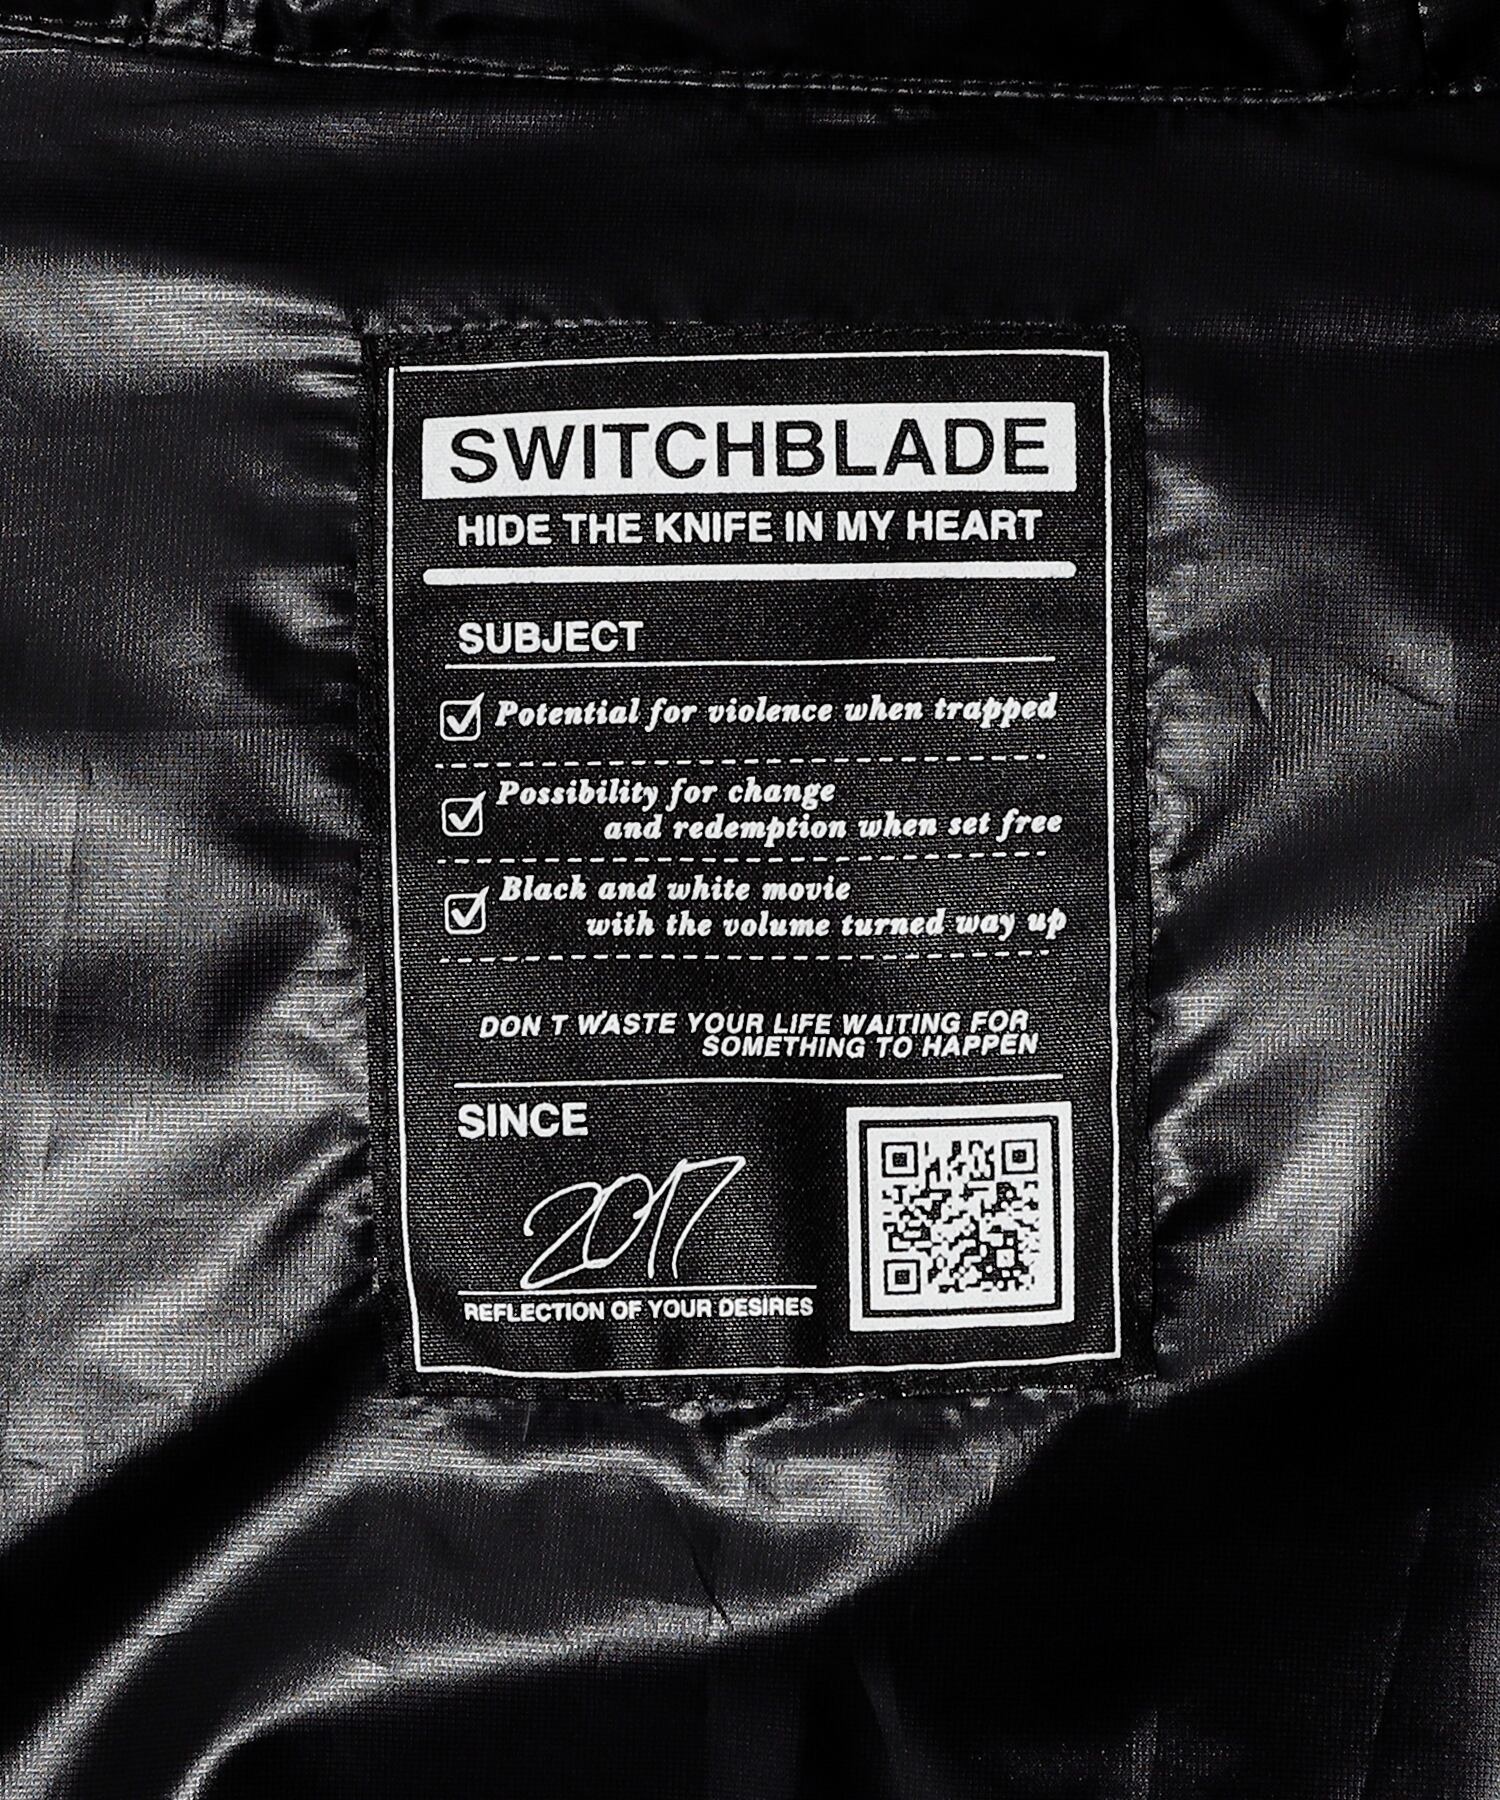 SWITCHBLADE
HIDE THE KNIFE IN MY HEART
SUBJECT
Potential for violence when trapped
Possibility for change
and redemption when set free
Black and white movie
with the volume turned way up
DON T WASTE YOUR LIFE WAITING FOR
SOMETHING TO HAPPEN
SINCE
2017
REFLECTION OF YOUR DESIRES